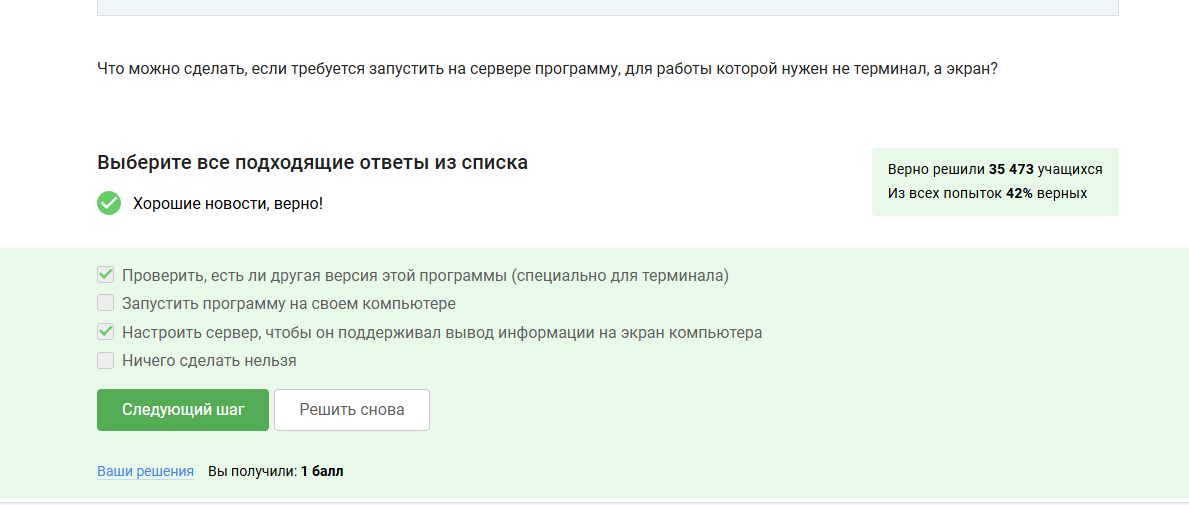 Что можно сделать, если требуется запустить на сервере программу, для работы которой нужен не терминал, а экран?
Выберите все подходящие ответы из списка
Хорошие новости, верно!
Верно решили 35 473 учащихся
Из всех попыток 42% верных
Проверить, есть ли другая версия этой программы (специально для терминала)
Запустить программу на своем компьютере
Настроить сервер, чтобы он поддерживал вывод информации на экран компьютера
Ничего сделать нельзя
Следующий шаг
Решить снова
Ваши решения
Вы получили: 1 балл